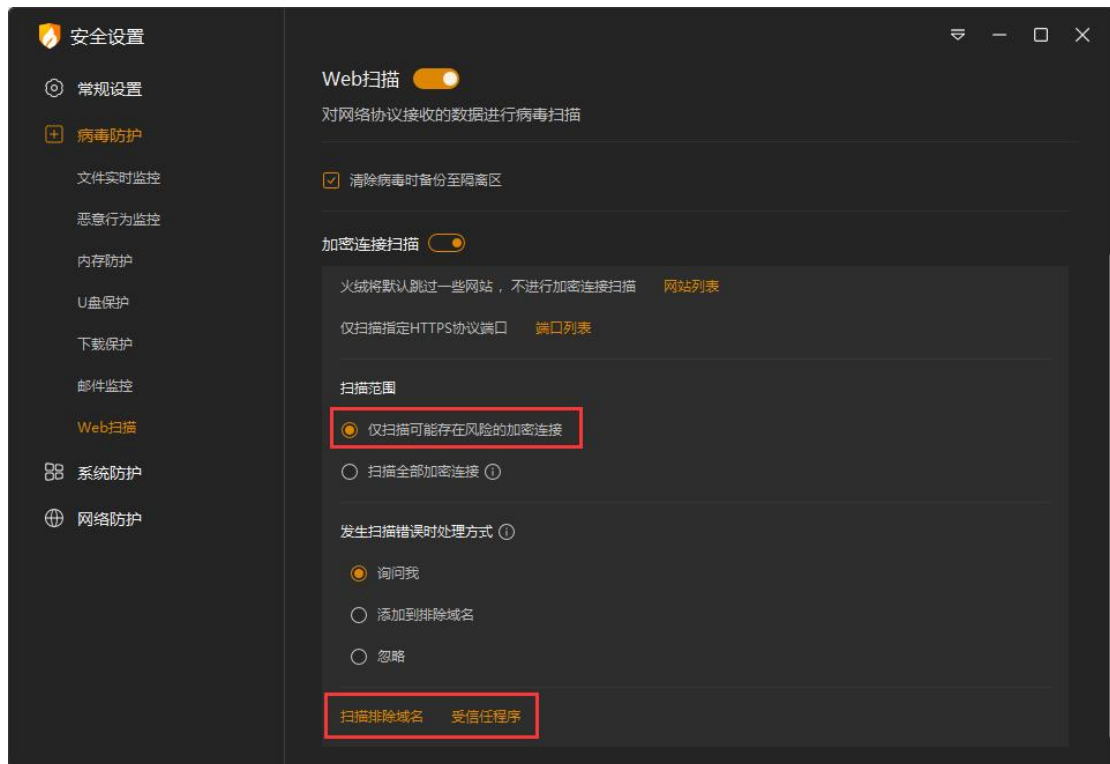 安全设置
常规设置
病毒防护
文件实时监控
恶意行为监控
内存防护
U盘保护
下载保护
邮件监控
Web扫描
系统防护
网络防护
Web扫描
对网络协议接收的数据进行病毒扫描
清除病毒时备份至隔离区
加密连接扫描
火绒将默认跳过一些网站，不进行加密连接扫描 网站列表
仅扫描指定HTTPS协议端口 端口列表
扫描范围
仅扫描可能存在风险的加密连接
扫描全部加密连接
发生扫描错误时处理方式
询问我
添加到排除域名
忽略
扫描排除域名 受信任程序